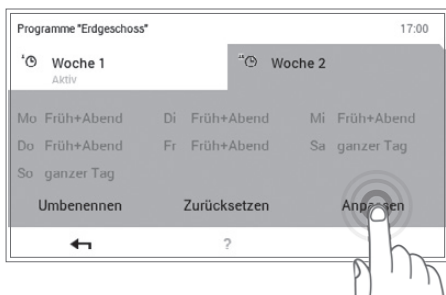 Programme "Erdgeschoss" 17:00
Woche 1 Woche 2
Aktiv
Mo Früh+Abend Di Früh+Abend Mi Früh+Abend
Do Früh+Abend Fr Früh+Abend Sa ganzer Tag
So ganzer Tag
Umbenennen Zurücksetzen Anpassen
?